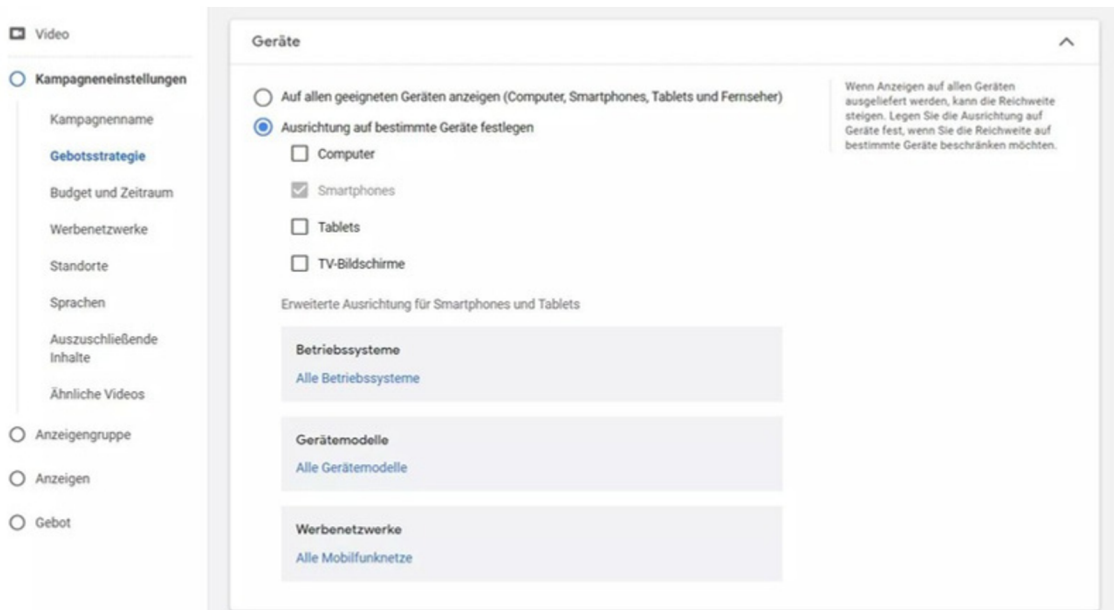 Video
Kampagneneinstellungen
Kampagnenname
Gebotsstrategie
Budget und Zeitraum
Werbenetzwerke
Standorte
Sprachen
Auszuschließende
Inhalte
Ähnliche Videos
Anzeigengruppe
Anzeigen
Gebot
Geräte
Auf allen geeigneten Geräten anzeigen (Computer, Smartphones, Tablets und Fernseher)
Ausrichtung auf bestimmte Geräte festlegen
Computer
Smartphones
Tablets
TV-Bildschirme
Erweiterte Ausrichtung für Smartphones und Tablets
Betriebssysteme
Alle Betriebssysteme
Gerätemodelle
Alle Gerätemodelle
Werbenetzwerke
Alle Mobilfunknetze
Wenn Anzeigen auf allen Geräten
ausgeliefert werden, kann die Reichweite
steigen. Legen Sie die Ausrichtung auf
Geräte fest, wenn Sie die Reichweite auf
bestimmte Geräte beschränken möchten.